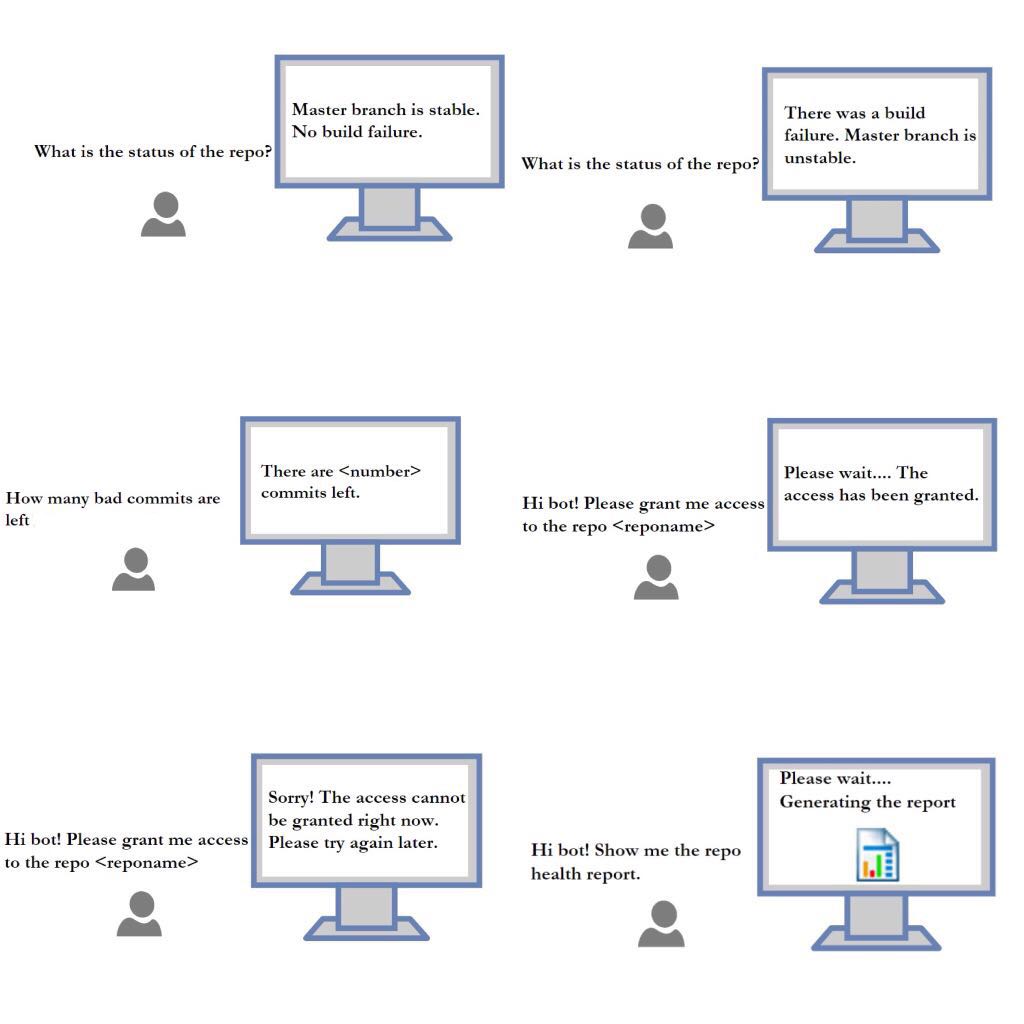 What is the status of the repo?
Master branch is stable.
No build failure.
What is the status of the repo?
There was a build
failure. Master branch is
unstable.
How many bad commits are
left
There are <number>
commits left.
Hi bot! Please grant me access
to the repo <reponame>
Please wait.... The
access has been granted.
Hi bot! Please grant me access
to the repo <reponame>
Sorry! The access cannot
be granted right now.
Please try again later.
Hi bot! Show me the repo
health report.
Please wait....
Generating the report